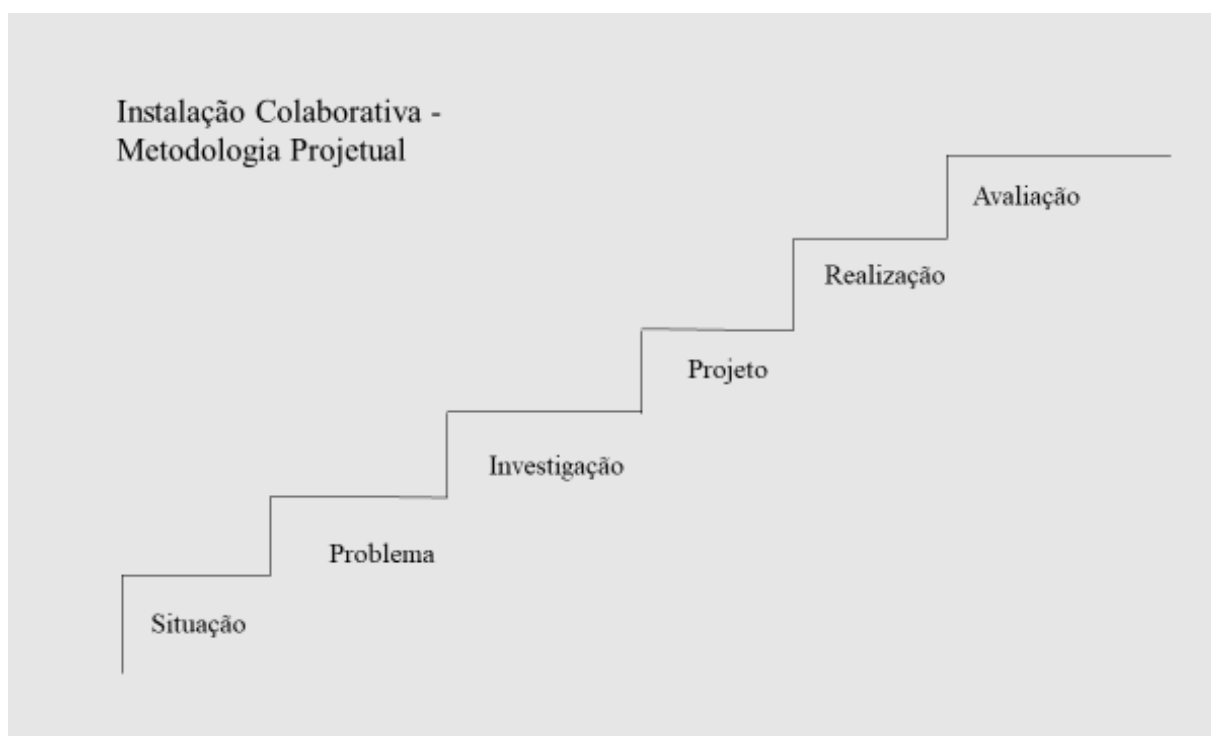 Instalação Colaborativa -
Metodologia Projetual
Avaliação
Realização
Projeto
Investigação
Problema
Situação